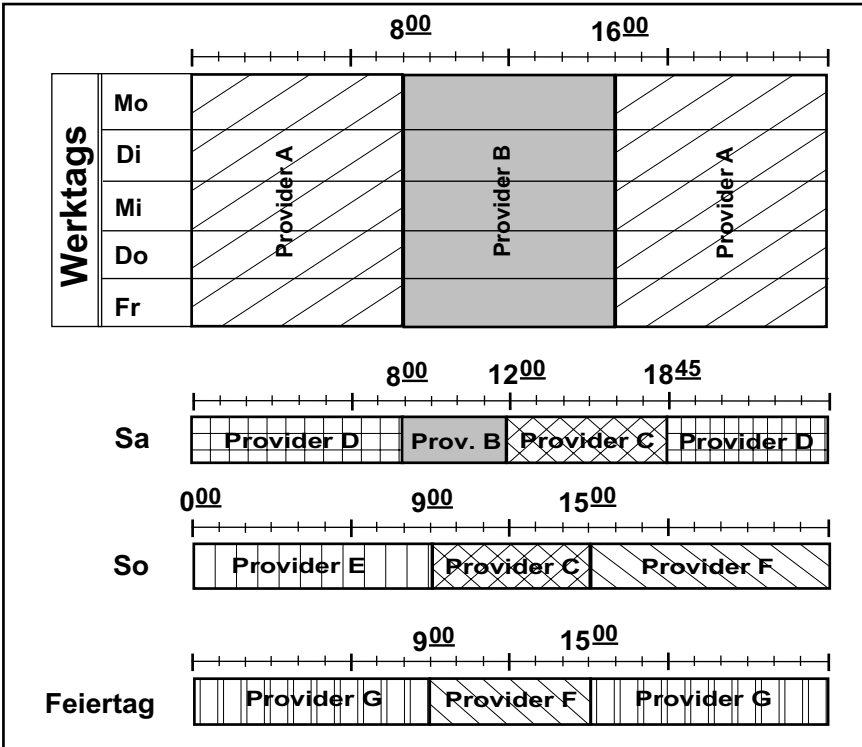 800 1600
Werktags
Mo
Di
Mi
Do
Fr
Provider A
Provider B
Provider A
800 1200 1845
Sa Provider D Prov. B Provider C Provider D
000 900 1500
So Provider E Provider C Provider F
900 1500
Feiertag Provider G Provider F Provider G